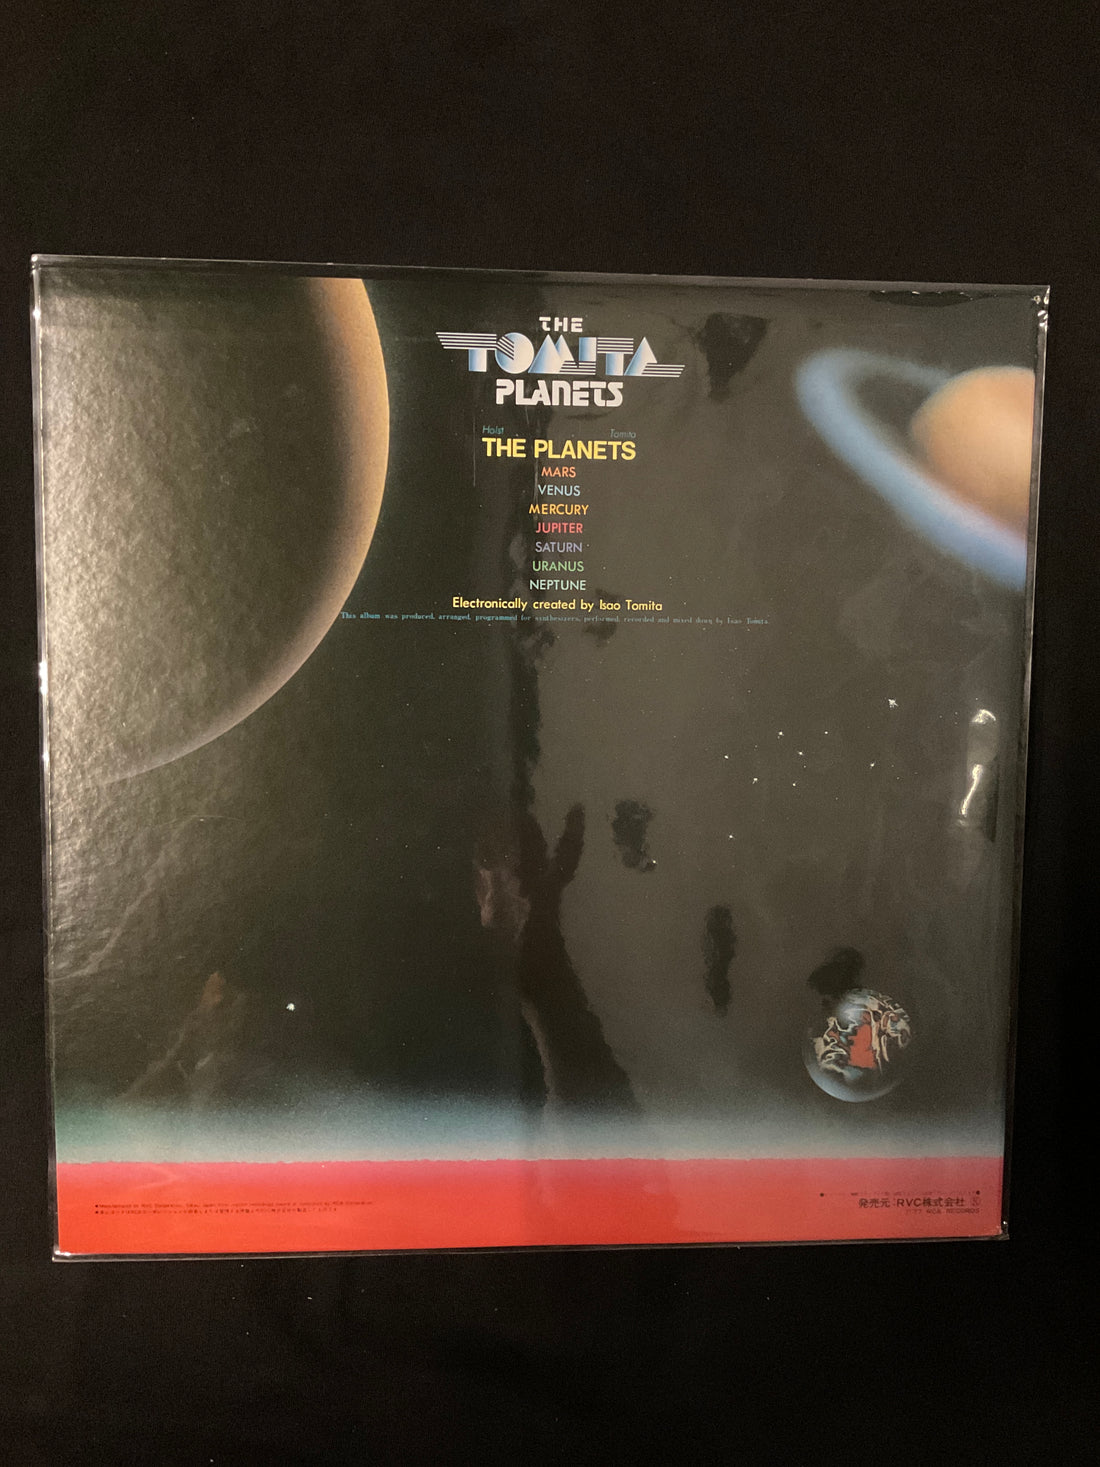 THE
TOMITA
PLANETS
Holst Tomita
THE PLANETS
MARS
VENUS
MERCURY
JUPITER
SATURN
URANUS
NEPTUNE
Electronically created by Isao Tomita
This album was produced, arranged, programmed for synthesizers, performed, recorded and mixed down by Isao Tomita.
発売元:RVC株式会社
RCA RECORDS